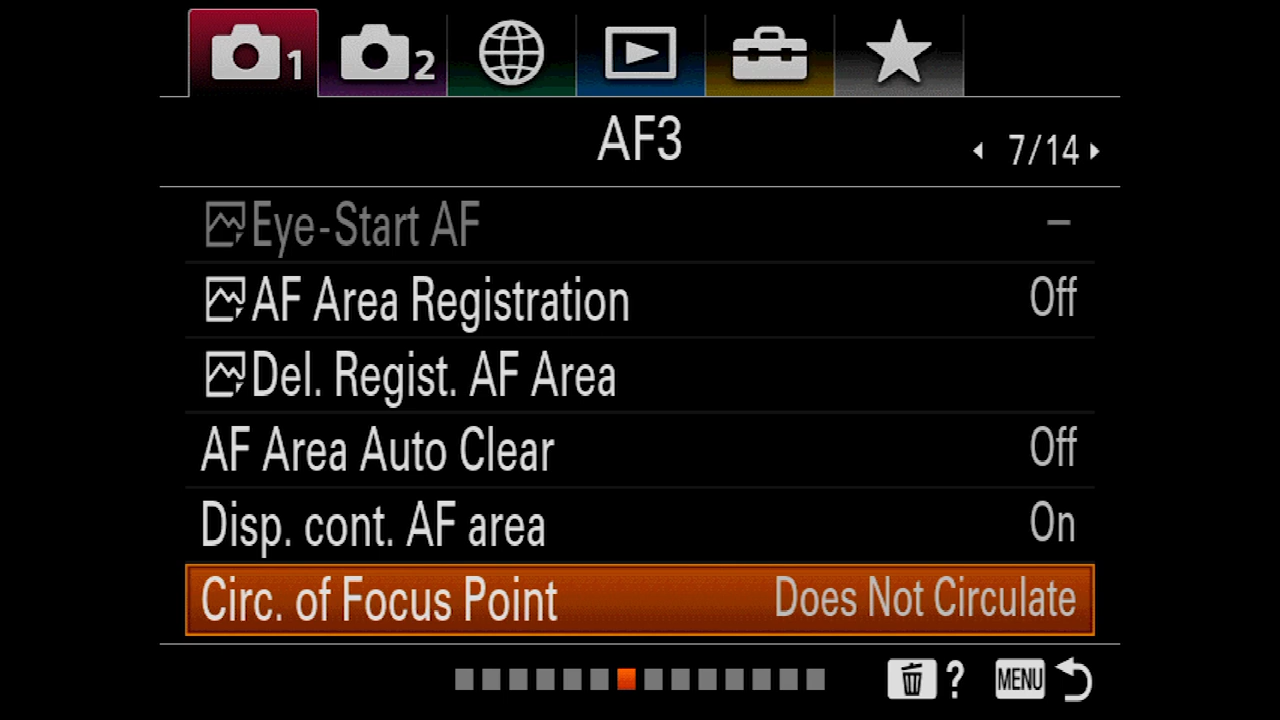 1
2
AF3
7/14
Eye-Start AF –
AF Area Registration Off
Del. Regist. AF Area
AF Area Auto Clear Off
Disp. cont. AF area On
Circ. of Focus Point Does Not Circulate
? MENU